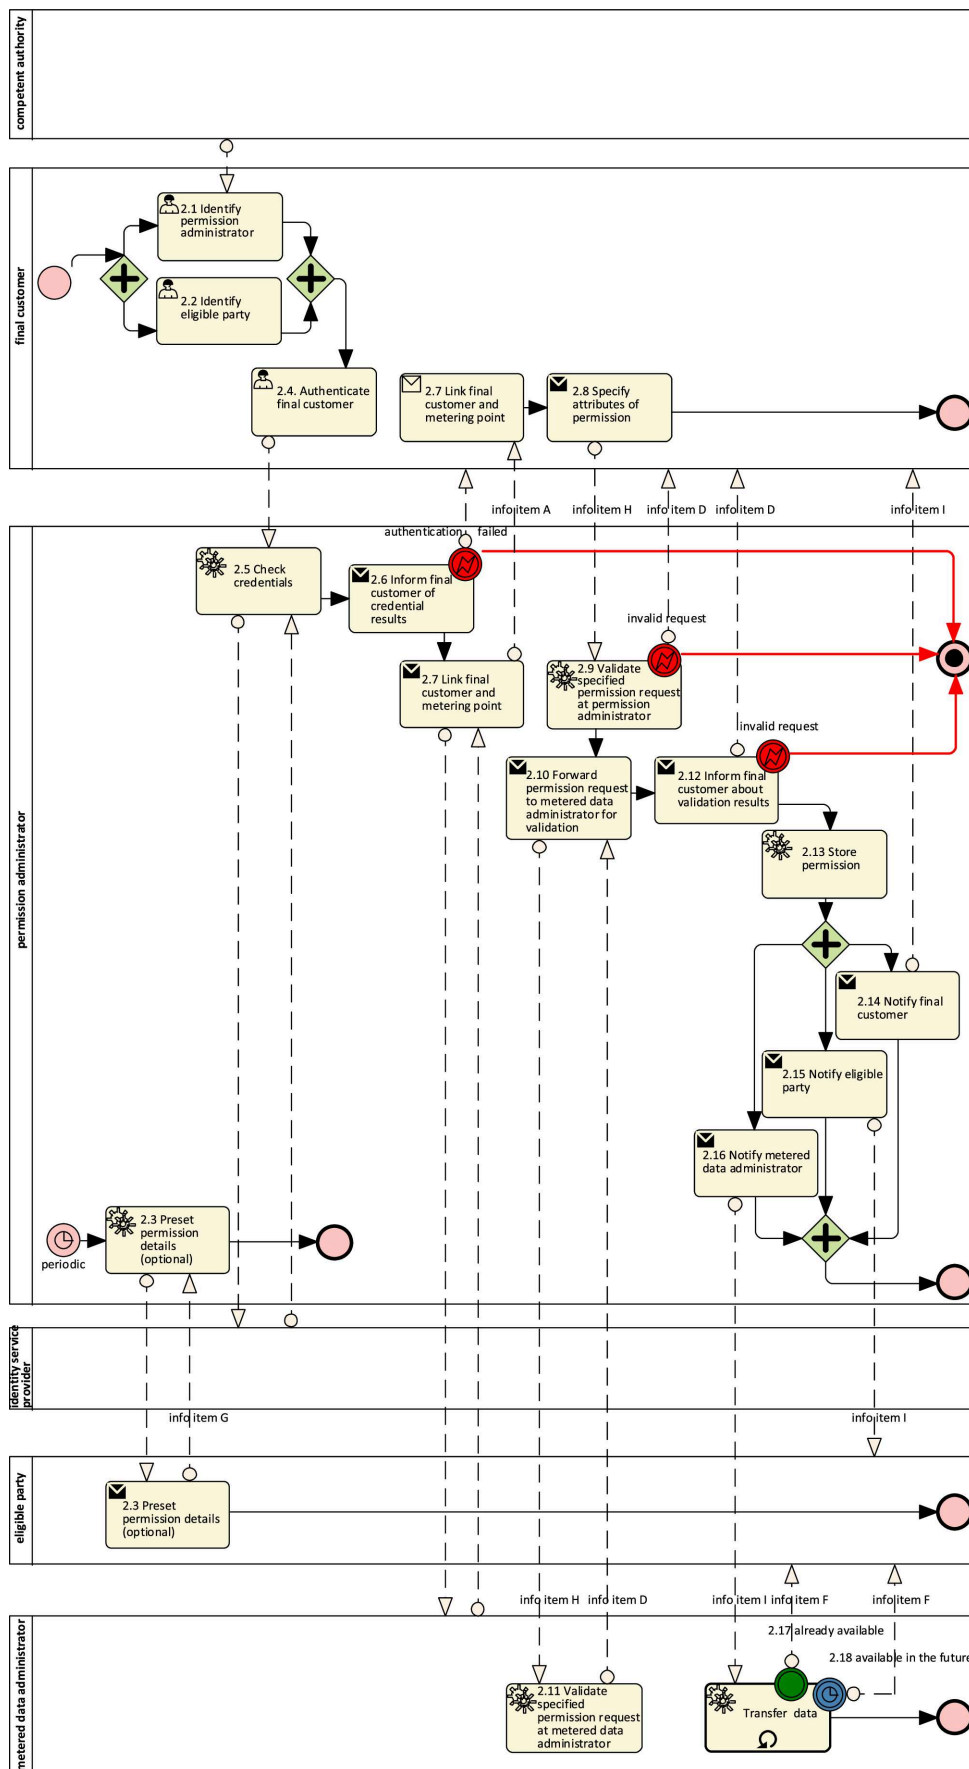 competent authority
final customer
2.1 Identify
permission
administrator
2.2 Identify
eligible party
2.4. Authenticate
final customer
2.7 Link final
customer and
metering point
2.8 Specify
attributes of
permission
info item A
info item H
info item D
info item D
info item I
permission administrator
authentication failed
2.5 Check
credentials
2.6 Inform final
customer of
credential
results
invalid request
2.7 Link final
customer and
metering point
2.9 Validate
specified
permission request
at permission
administrator
invalid request
2.10 Forward
permission request
to metered data
administrator for
validation
2.12 Inform final
customer about
validation results
2.13 Store
permission
2.14 Notify final
customer
2.15 Notify eligible
party
2.16 Notify metered
data administrator
2.3 Preset
permission
details
(optional)
periodic
identity service
provider
info item G
info item I
eligible party
2.3 Preset
permission details
(optional)
info item H
info item D
info item I
info item F
info item F
metered data administrator
2.17 already available
2.18 available in the future
2.11 Validate
specified
permission request
at metered data
administrator
Transfer data